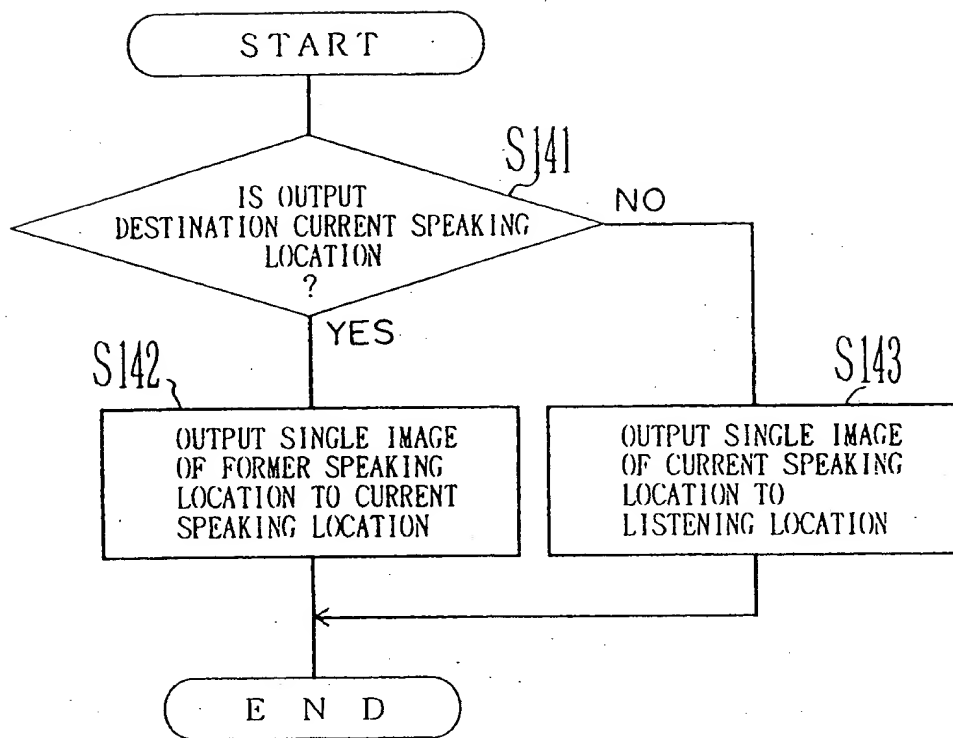 START
S141
IS OUTPUT
DESTINATION CURRENT SPEAKING
LOCATION
?
NO
YES
S142
OUTPUT SINGLE IMAGE
OF FORMER SPEAKING
LOCATION TO CURRENT
SPEAKING LOCATION
S143
OUTPUT SINGLE IMAGE
OF CURRENT SPEAKING
LOCATION TO
LISTENING LOCATION
END